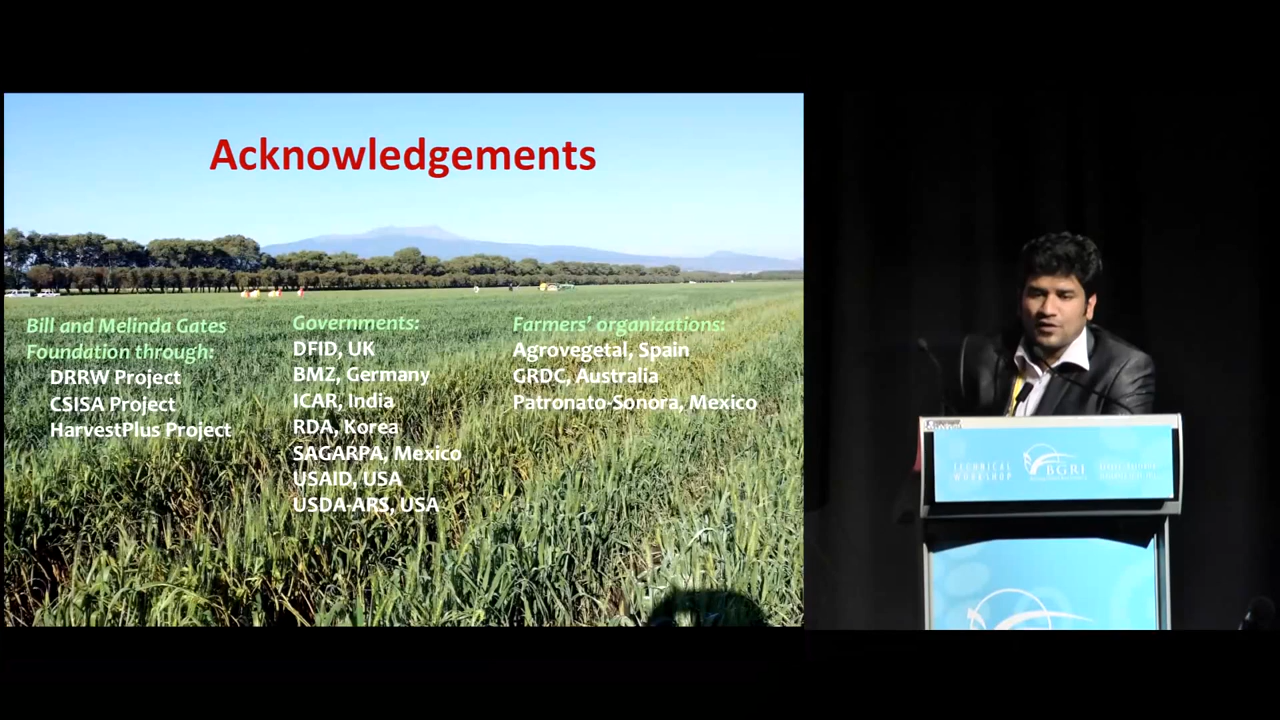 Acknowledgements
Bill and Melinda Gates
Foundation through:
DRRW Project
CSISA Project
HarvestPlus Project
Governments:
DFID, UK
BMZ, Germany
ICAR, India
RDA, Korea
SAGARPA, Mexico
USAID, USA
USDA-ARS, USA
Farmers' organizations:
Agrovegetal, Spain
GRDC, Australia
Patronato-Sonora, Mexico
TECHNICAL
WORKSHOP
BGRI